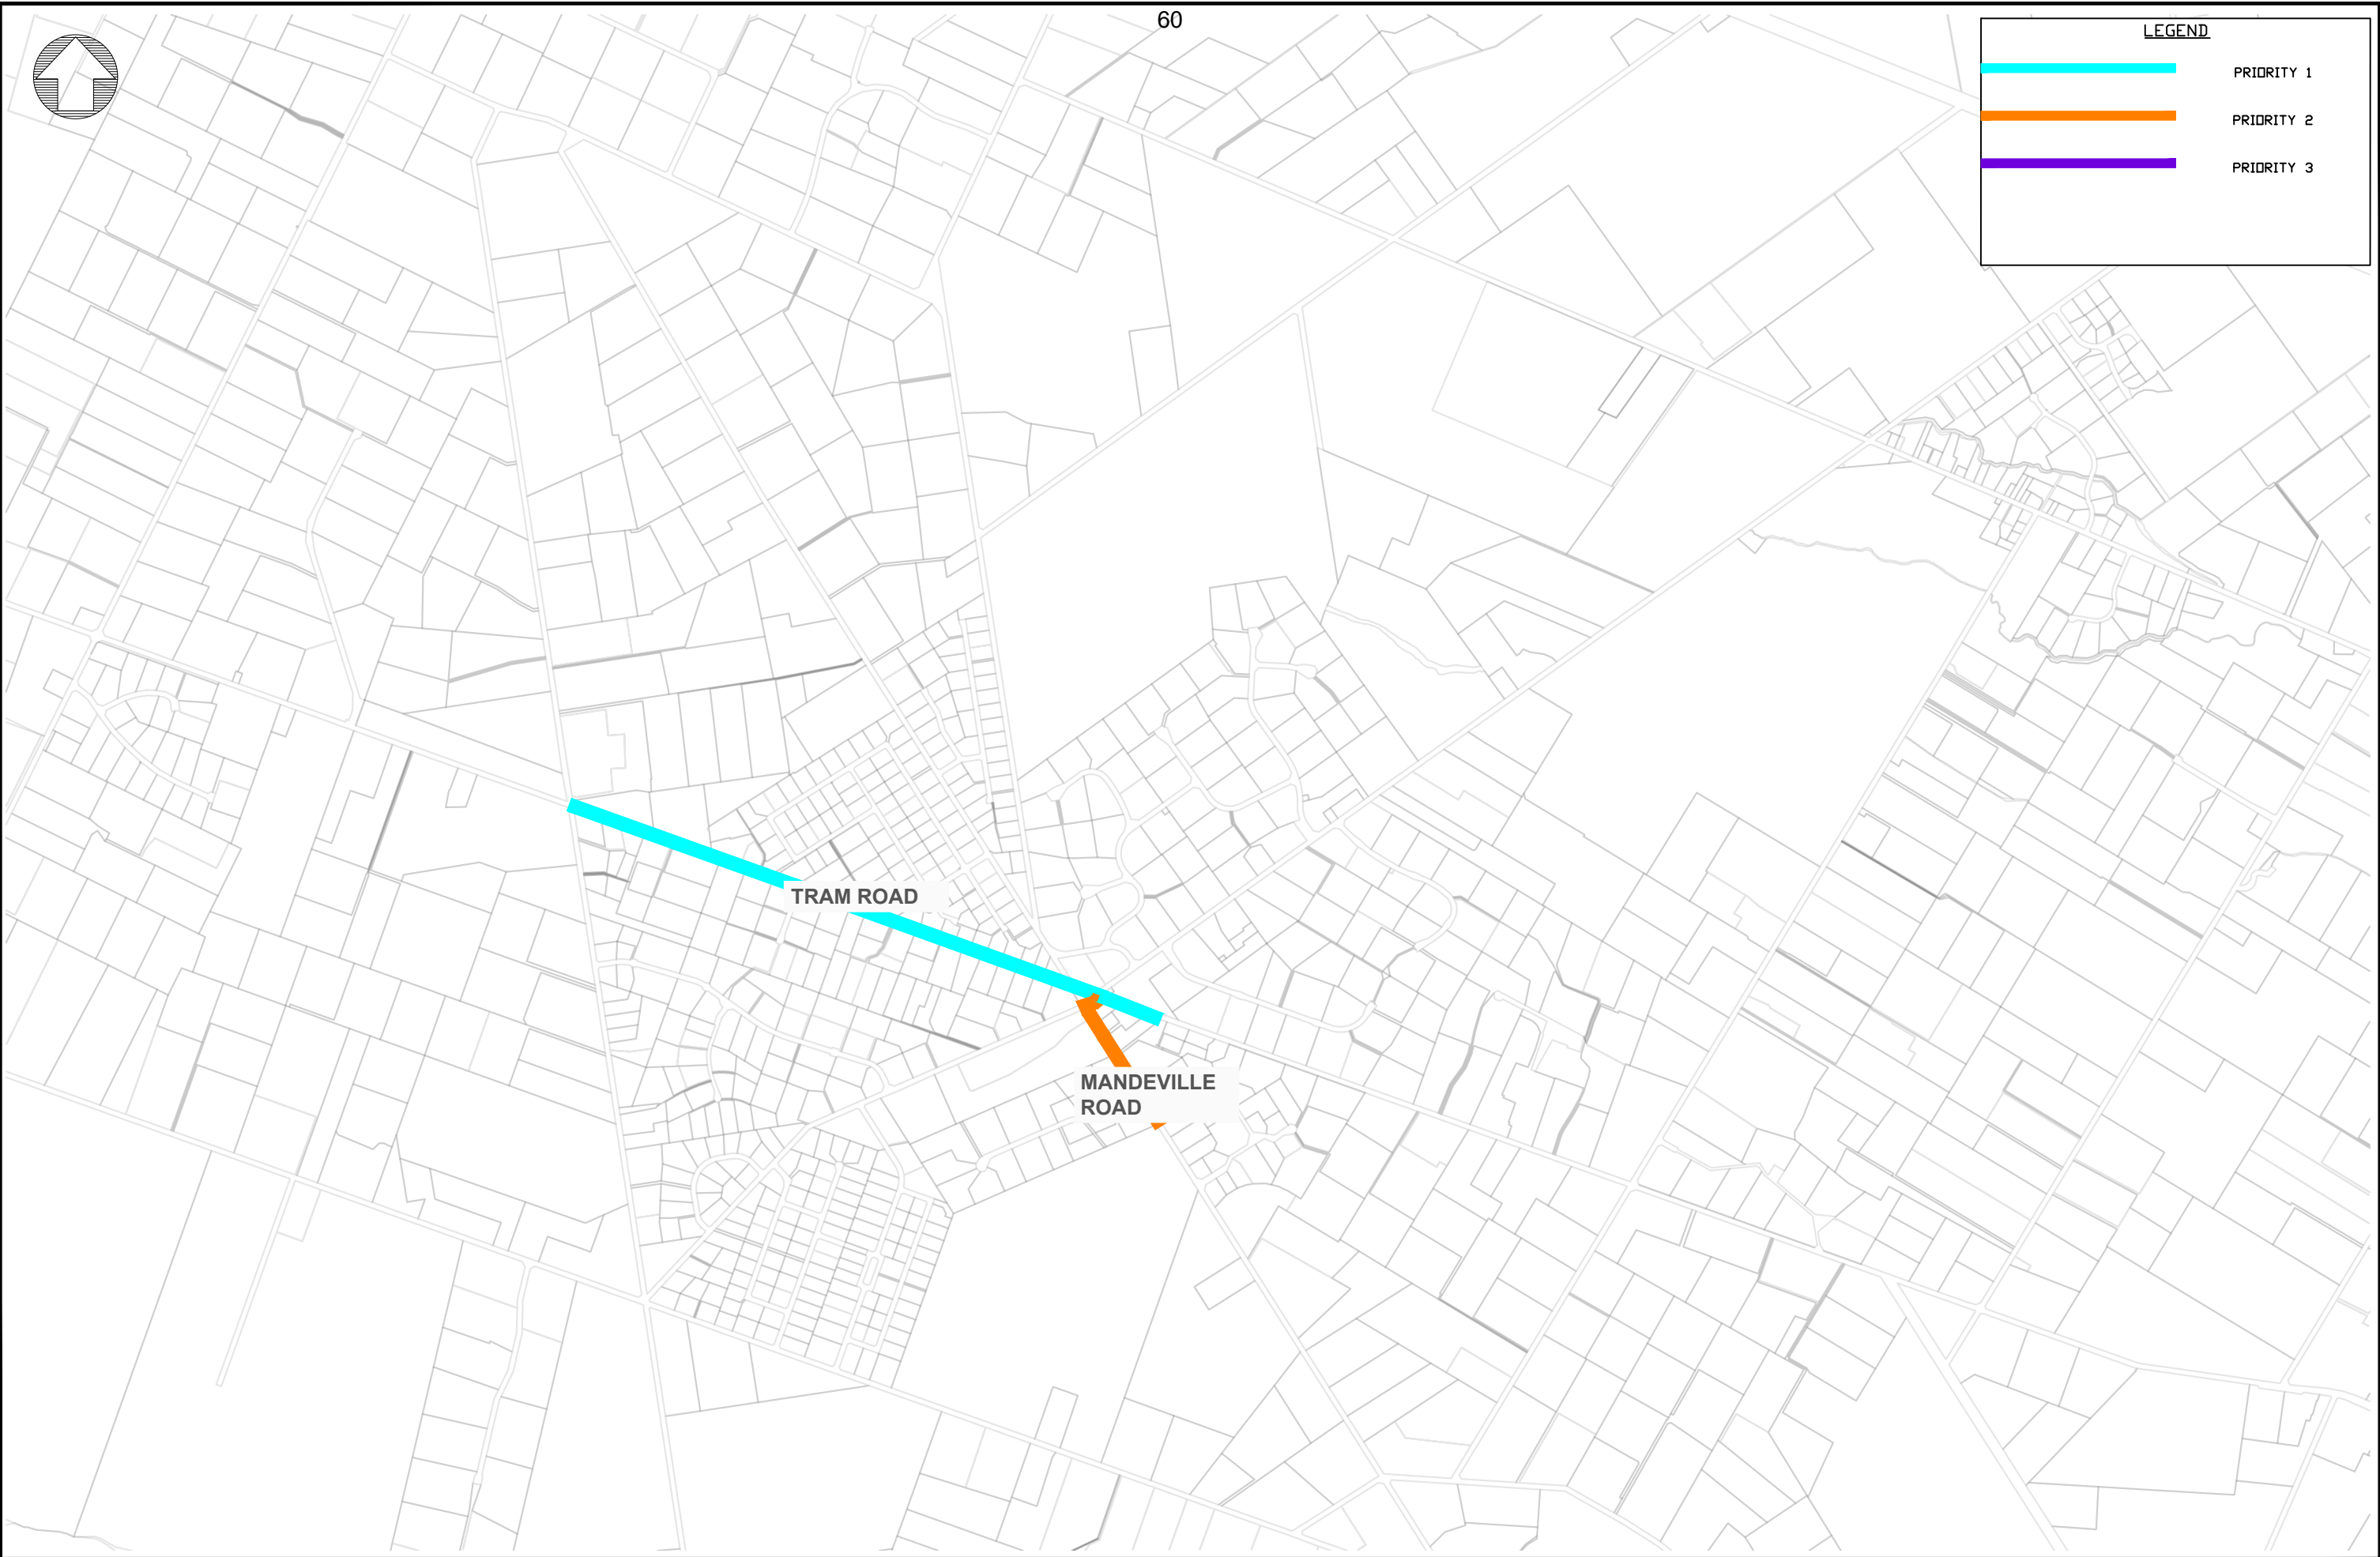 60
LEGEND
PRIORITY 1
PRIORITY 2
PRIORITY 3
TRAM ROAD
MANDEVILLE
ROAD